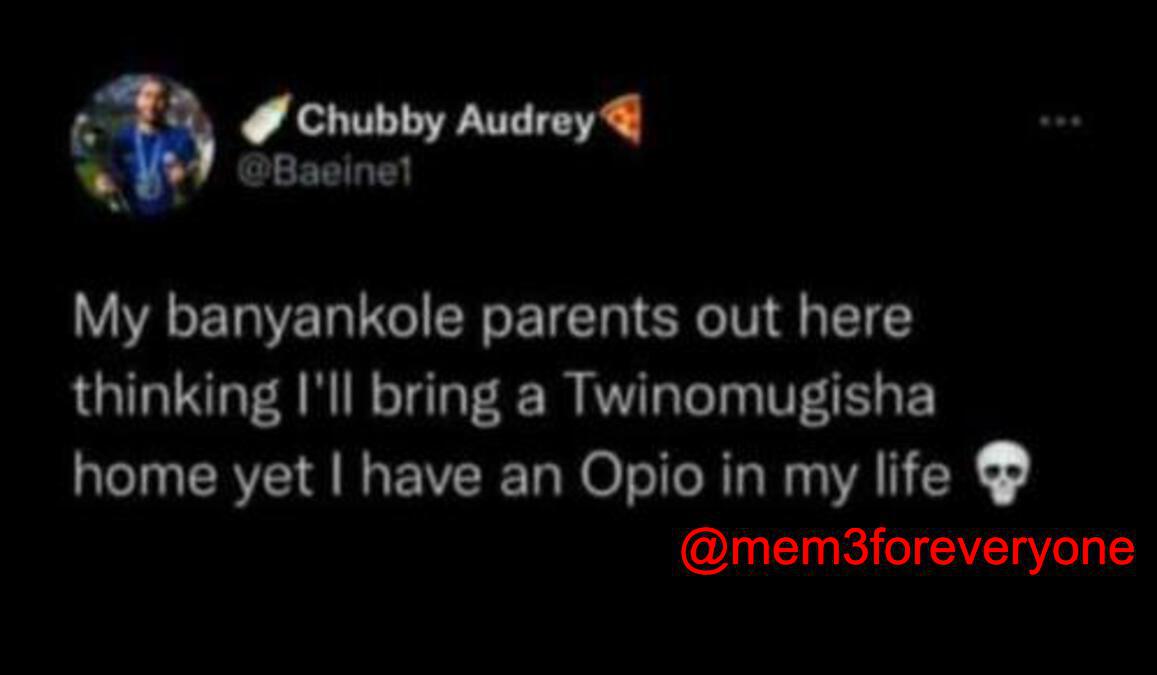 🍼Chubby Audrey🍕
@Baeine1
My banyankole parents out here
thinking I'll bring a Twinomugisha
home yet I have an Opio in my life 💀
@mem3foreveryone